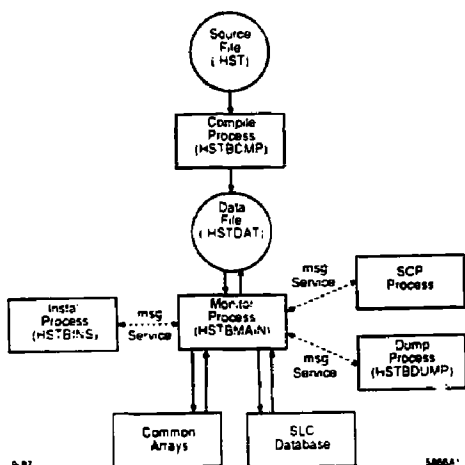 Source
File
(.HST)
Compile
Process
(HSTBCMP)
Data
File
(.HSTDAT)
msg
Service
SCP
Process
Install
Process
(HSTBINS)
msg
Service
Monitor
Process
(HSTBMAIN)
msg
Service
Dump
Process
(HSTBDUMP)
Common
Arrays
SLC
Database